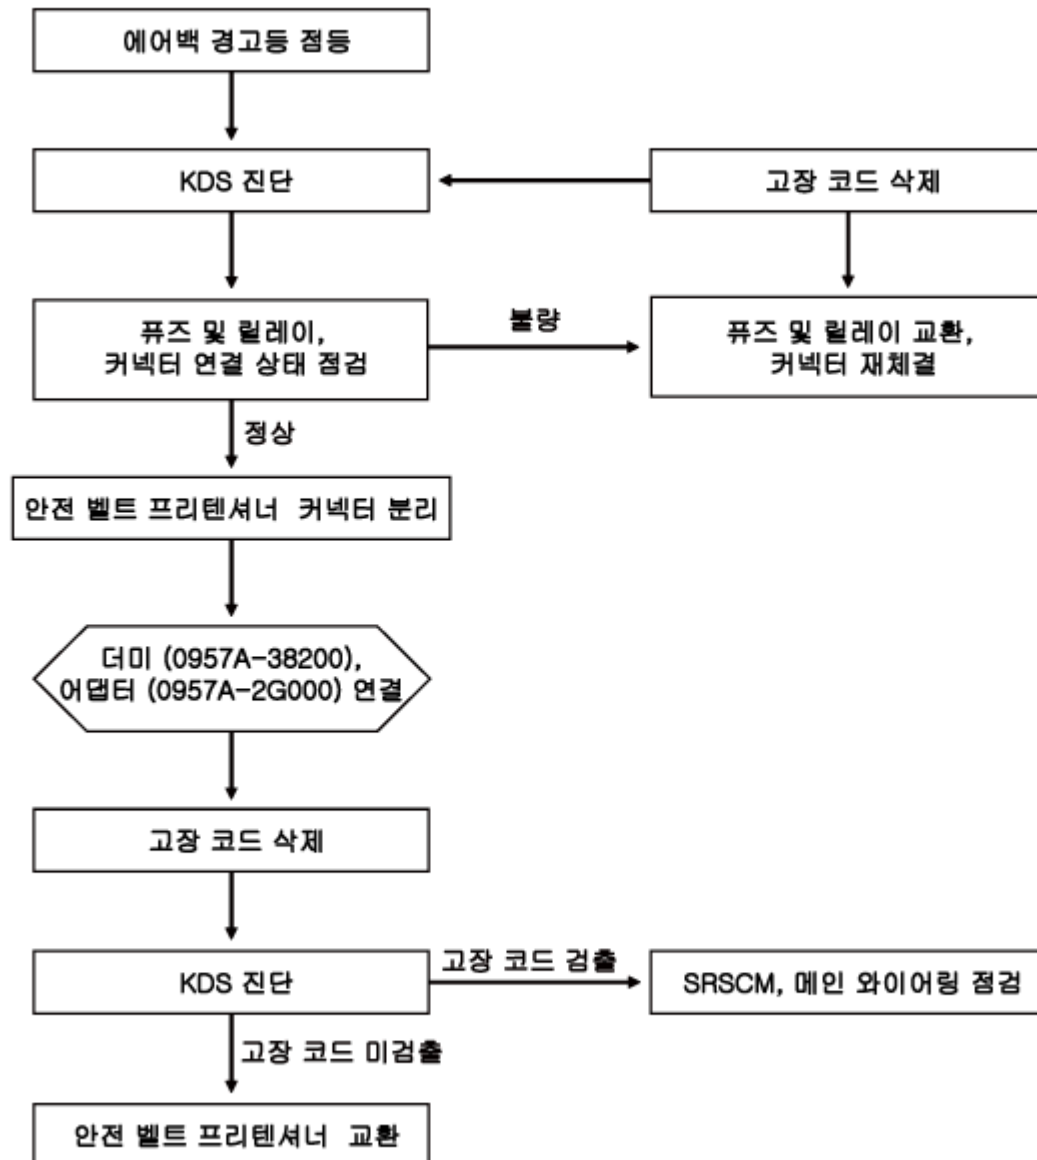 에어백 경고등 점등
KDS 진단
고장 코드 삭제
퓨즈 및 릴레이,
커넥터 연결 상태 점검
불량
퓨즈 및 릴레이 교환,
커넥터 재체결
정상
안전 벨트 프리텐셔너 커넥터 분리
더미 (0957A-38200),
어댑터 (0957A-2G000) 연결
고장 코드 삭제
KDS 진단
고장 코드 검출
SRSCM, 메인 와이어링 점검
고장 코드 미검출
안전 벨트 프리텐셔너 교환